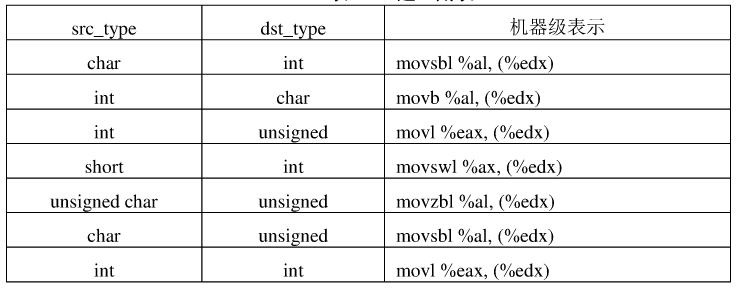 src_type dst_type 机器级表示
char int movsbl %al, (%edx)
int char movb %al, (%edx)
int unsigned movl %eax, (%edx)
short int movswl %ax, (%edx)
unsigned char unsigned movzbl %al, (%edx)
char unsigned movsbl %al, (%edx)
int int movl %eax, (%edx)